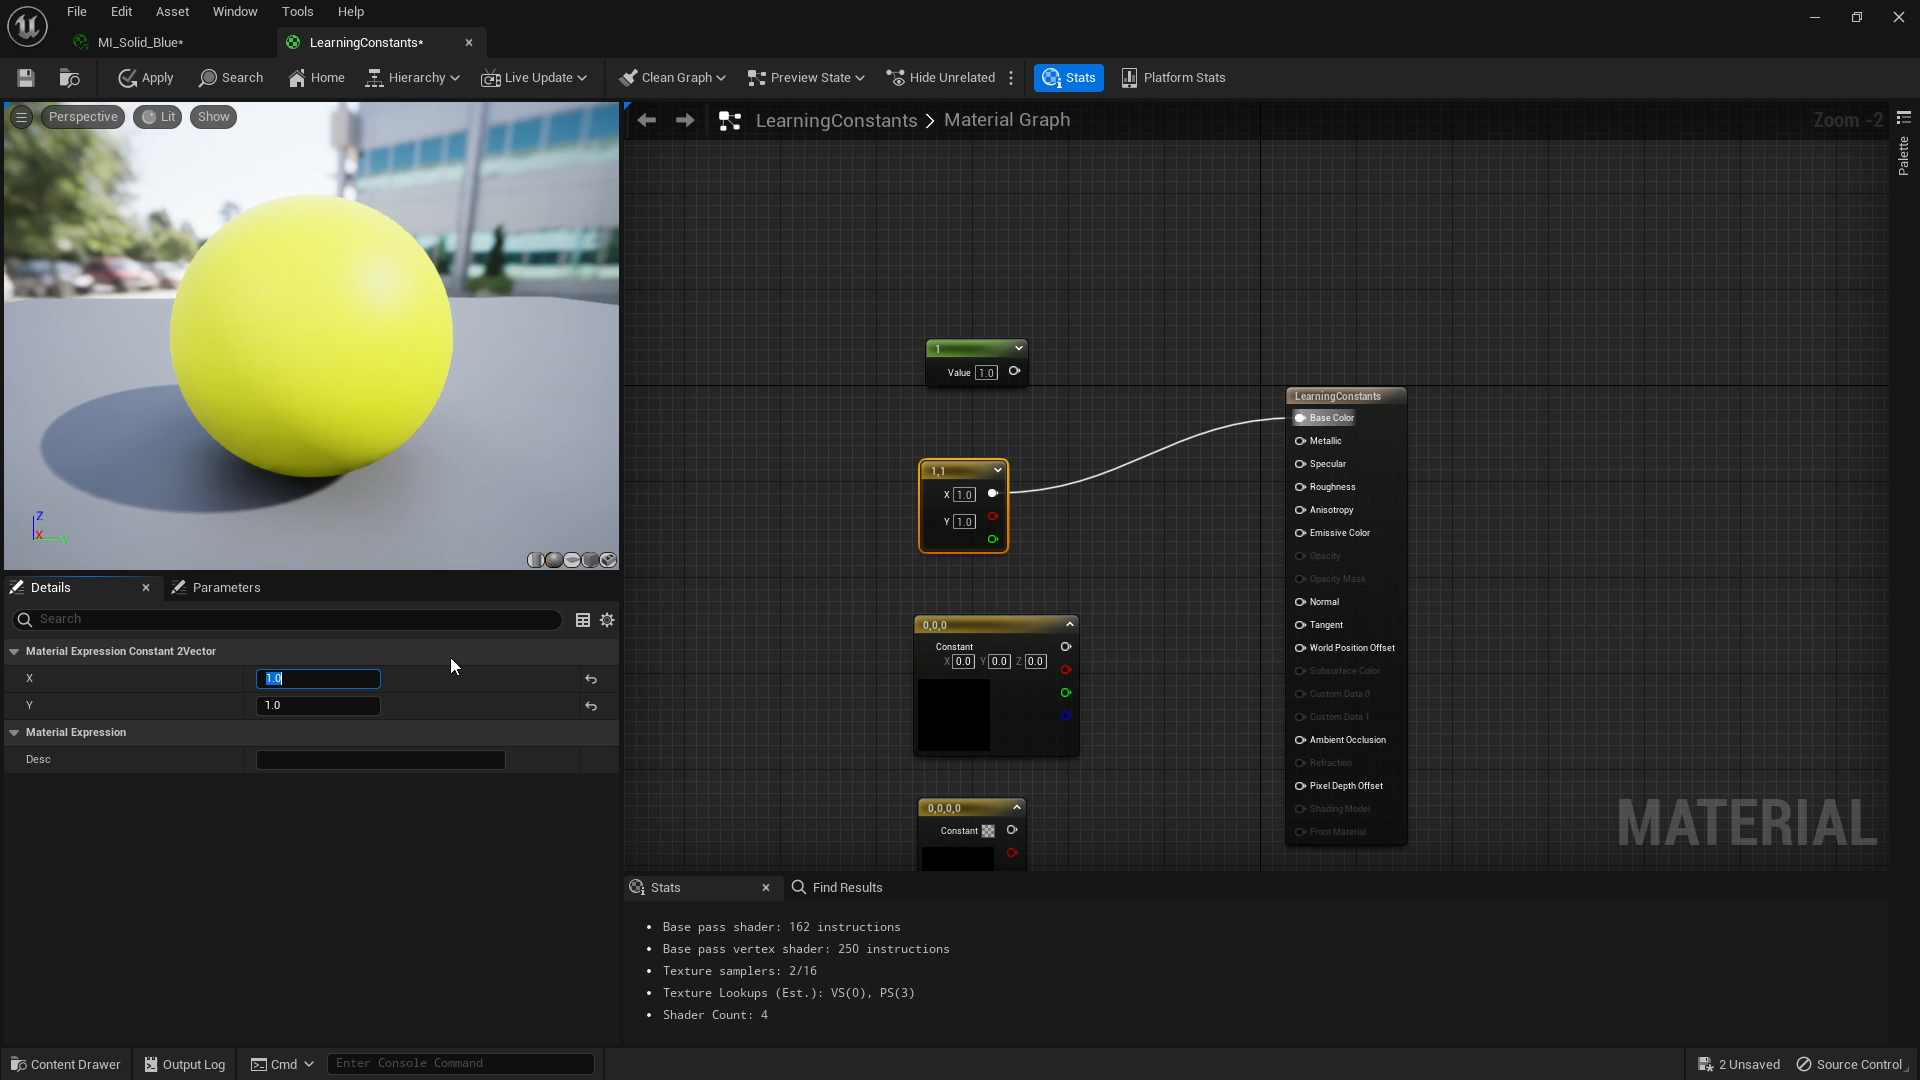 File Edit Asset Window Tools Help
MI_Solid_Blue*
LearningConstants*
Apply
Search
Home
Hierarchy
Live Update
Clean Graph
Preview State
Hide Unrelated
Stats
Platform Stats
Perspective
Lit
Show
LearningConstants > Material Graph
Zoom -2
Palette
Z
X
Y
1
Value 1.0
1,1
X 1.0
Y 1.0
0,0,0
Constant
X 0.0 Y 0.0 Z 0.0
0,0,0,0
Constant
LearningConstants
Base Color
Metallic
Specular
Roughness
Anisotropy
Emissive Color
Opacity
Opacity Mask
Normal
Tangent
World Position Offset
Subsurface Color
Custom Data 0
Custom Data 1
Ambient Occlusion
Refraction
Pixel Depth Offset
Shading Model
Front Material
MATERIAL
Details
Parameters
Search
Material Expression Constant 2Vector
X 1.0
Y 1.0
Material Expression
Desc
Stats
Find Results
• Base pass shader: 162 instructions
• Base pass vertex shader: 250 instructions
• Texture samplers: 2/16
• Texture Lookups (Est.): VS(0), PS(3)
• Shader Count: 4
Content Drawer
Output Log
Cmd
Enter Console Command
2 Unsaved
Source Control